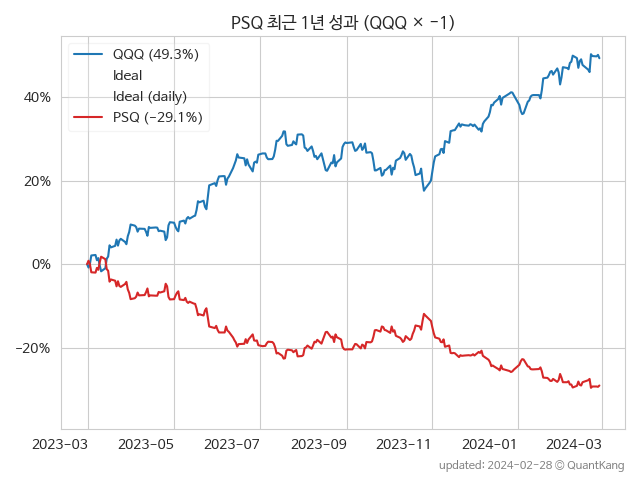 PSQ 최근 1년 성과 (QQQ × −1)
QQQ (49.3%)
Ideal
Ideal (daily)
PSQ (−29.1%)
40%
20%
0%
−20%
2023-03 2023-05 2023-07 2023-09 2023-11 2024-01 2024-03
updated: 2024-02-28 © QuantKang